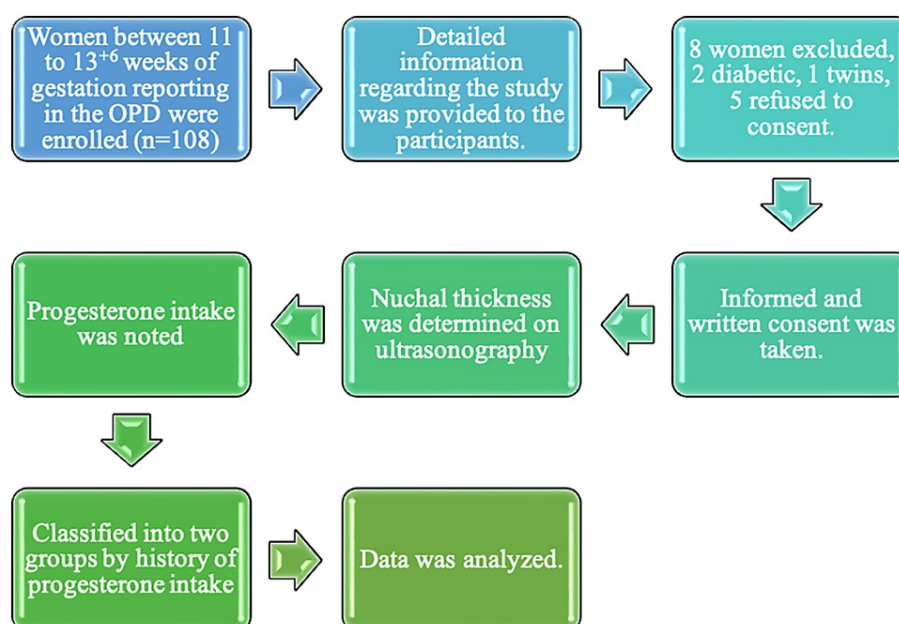 Women between 11
to 13⁺⁶ weeks of
gestation reporting
in the OPD were
enrolled (n=108)
Detailed
information
regarding the study
was provided to the
participants.
8 women excluded,
2 diabetic, 1 twins,
5 refused to
consent.
Informed and
written consent was
taken.
Nuchal thickness
was determined on
ultrasonography
Progesterone intake
was noted
Classified into two
groups by history of
progesterone intake
Data was analyzed.